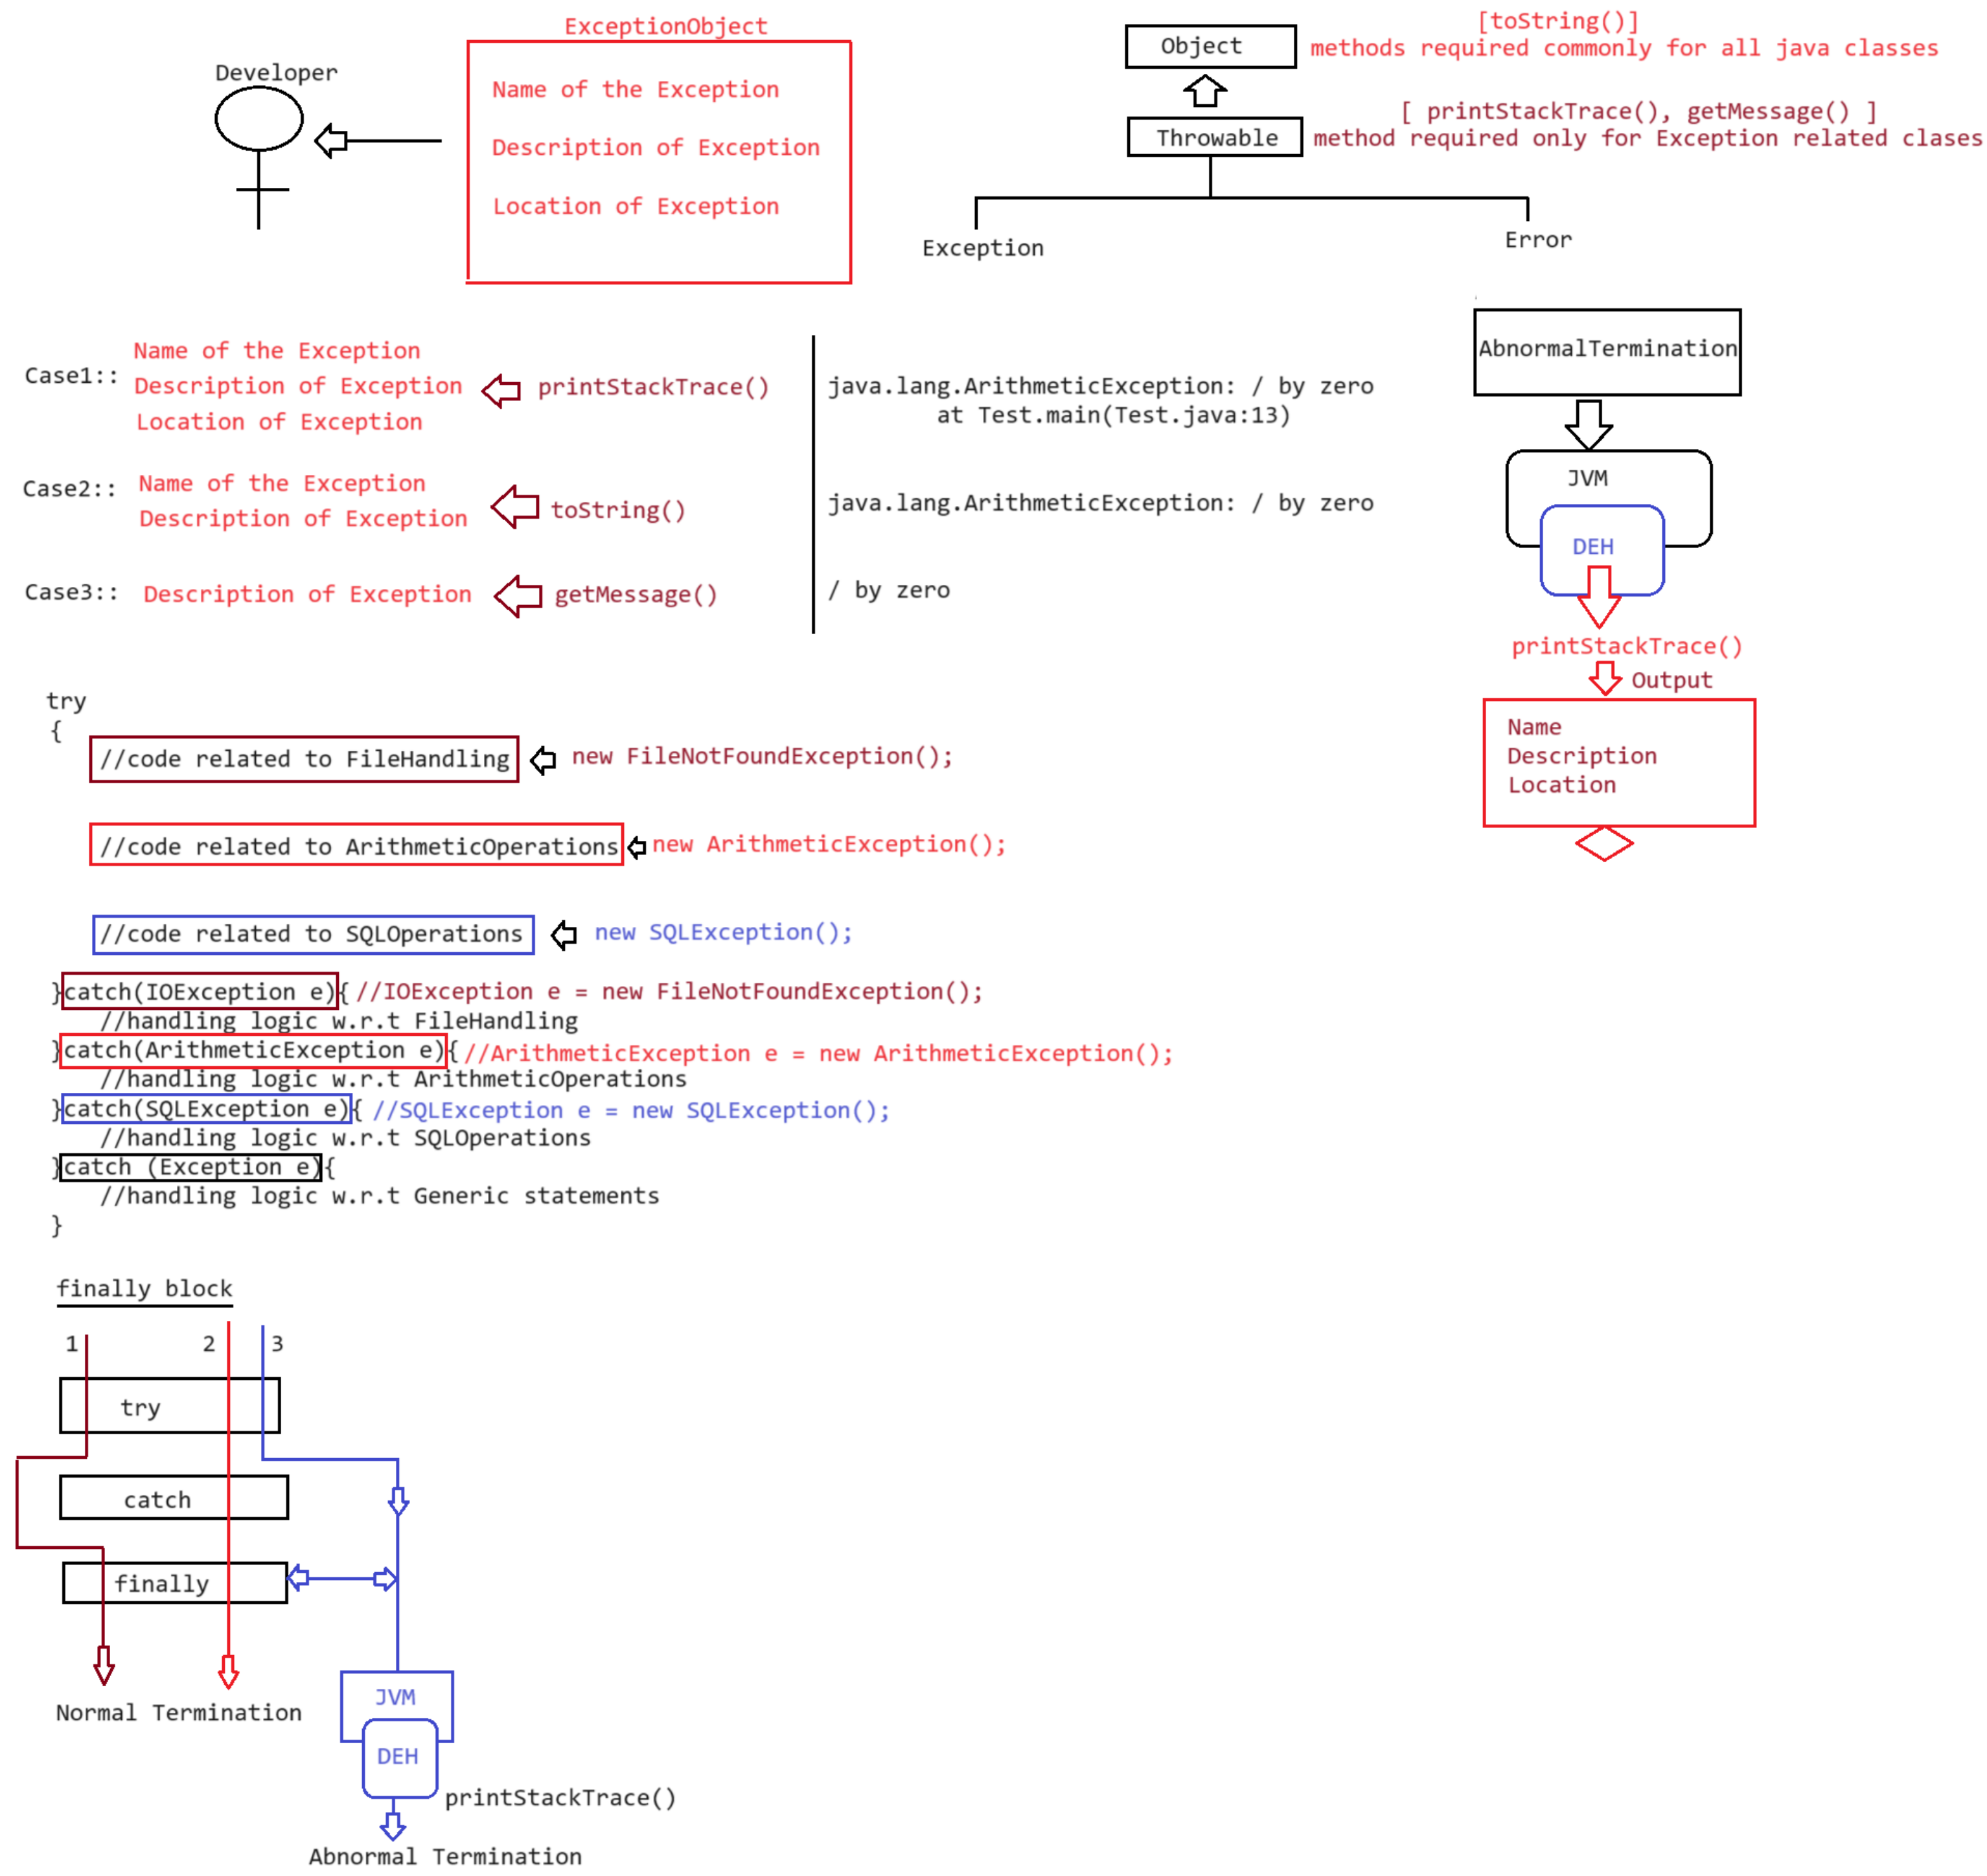 ExceptionObject
Developer
Name of the Exception
Description of Exception
Location of Exception
[toString()]
Object
methods required commonly for all java classes
[ printStackTrace(), getMessage() ]
Throwable
method required only for Exception related clases
Exception
Error
Case1::
Name of the Exception
Description of Exception
Location of Exception
printStackTrace()
java.lang.ArithmeticException: / by zero
at Test.main(Test.java:13)
Case2::
Name of the Exception
Description of Exception
toString()
java.lang.ArithmeticException: / by zero
Case3::
Description of Exception
getMessage()
/ by zero
AbnormalTermination
JVM
DEH
printStackTrace()
Output
Name
Description
Location
try
{
//code related to FileHandling
new FileNotFoundException();
//code related to ArithmeticOperations
new ArithmeticException();
//code related to SQLOperations
new SQLException();
}catch(IOException e){ //IOException e = new FileNotFoundException();
//handling logic w.r.t FileHandling
}catch(ArithmeticException e){ //ArithmeticException e = new ArithmeticException();
//handling logic w.r.t ArithmeticOperations
}catch(SQLException e){ //SQLException e = new SQLException();
//handling logic w.r.t SQLOperations
}catch (Exception e){
//handling logic w.r.t Generic statements
}
finally block
1 2 3
try
catch
finally
Normal Termination
JVM
DEH
printStackTrace()
Abnormal Termination